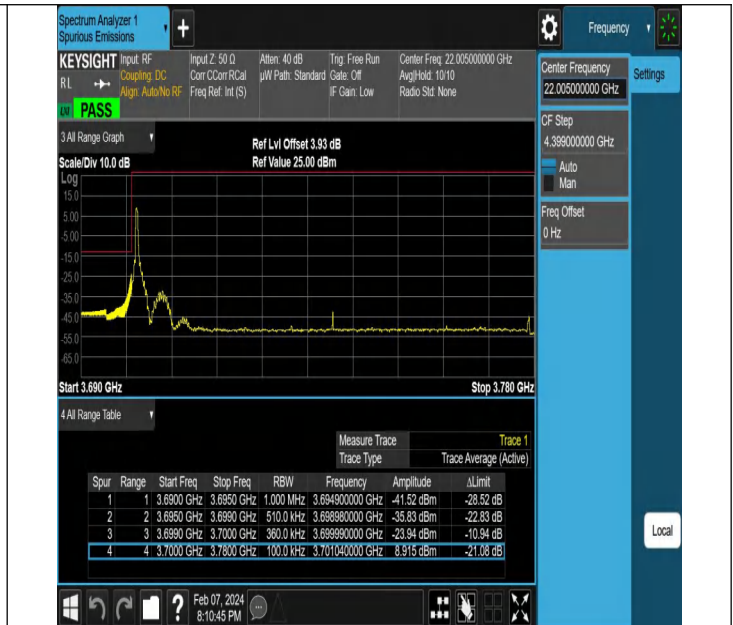 Spectrum Analyzer 1
Spurious Emissions
Frequency
KEYSIGHT
RL
Input: RF
Coupling: DC
Align: Auto/No RF
Input Z: 50 Ω
Corr CCorr RCal
Freq Ref: Int (S)
Atten: 40 dB
µW Path: Standard
Trig: Free Run
Gate: Off
IF Gain: Low
Center Freq: 22.005000000 GHz
Avg|Hold: 10/10
Radio Std: None
PASS
Center Frequency
22.005000000 GHz
Settings
CF Step
4.399000000 GHz
Auto
Man
Freq Offset
0 Hz
3 All Range Graph
Scale/Div 10.0 dB
Ref Lvl Offset 3.93 dB
Ref Value 25.00 dBm
Log
15.0
5.00
-5.00
-15.0
-25.0
-35.0
-45.0
-55.0
-65.0
Start 3.690 GHz
Stop 3.780 GHz
4 All Range Table
Measure Trace Trace 1
Trace Type Trace Average (Active)
Spur Range Start Freq Stop Freq RBW Frequency Amplitude ΔLimit
1 1 3.6900 GHz 3.6950 GHz 1.000 MHz 3.694900000 GHz -41.52 dBm -28.52 dB
2 2 3.6950 GHz 3.6990 GHz 510.0 kHz 3.698980000 GHz -35.83 dBm -22.83 dB
3 3 3.6990 GHz 3.7000 GHz 360.0 kHz 3.699990000 GHz -23.94 dBm -10.94 dB
4 4 3.7000 GHz 3.7800 GHz 100.0 kHz 3.701040000 GHz 8.915 dBm -21.08 dB
Local
?
Feb 07, 2024
8:10:45 PM